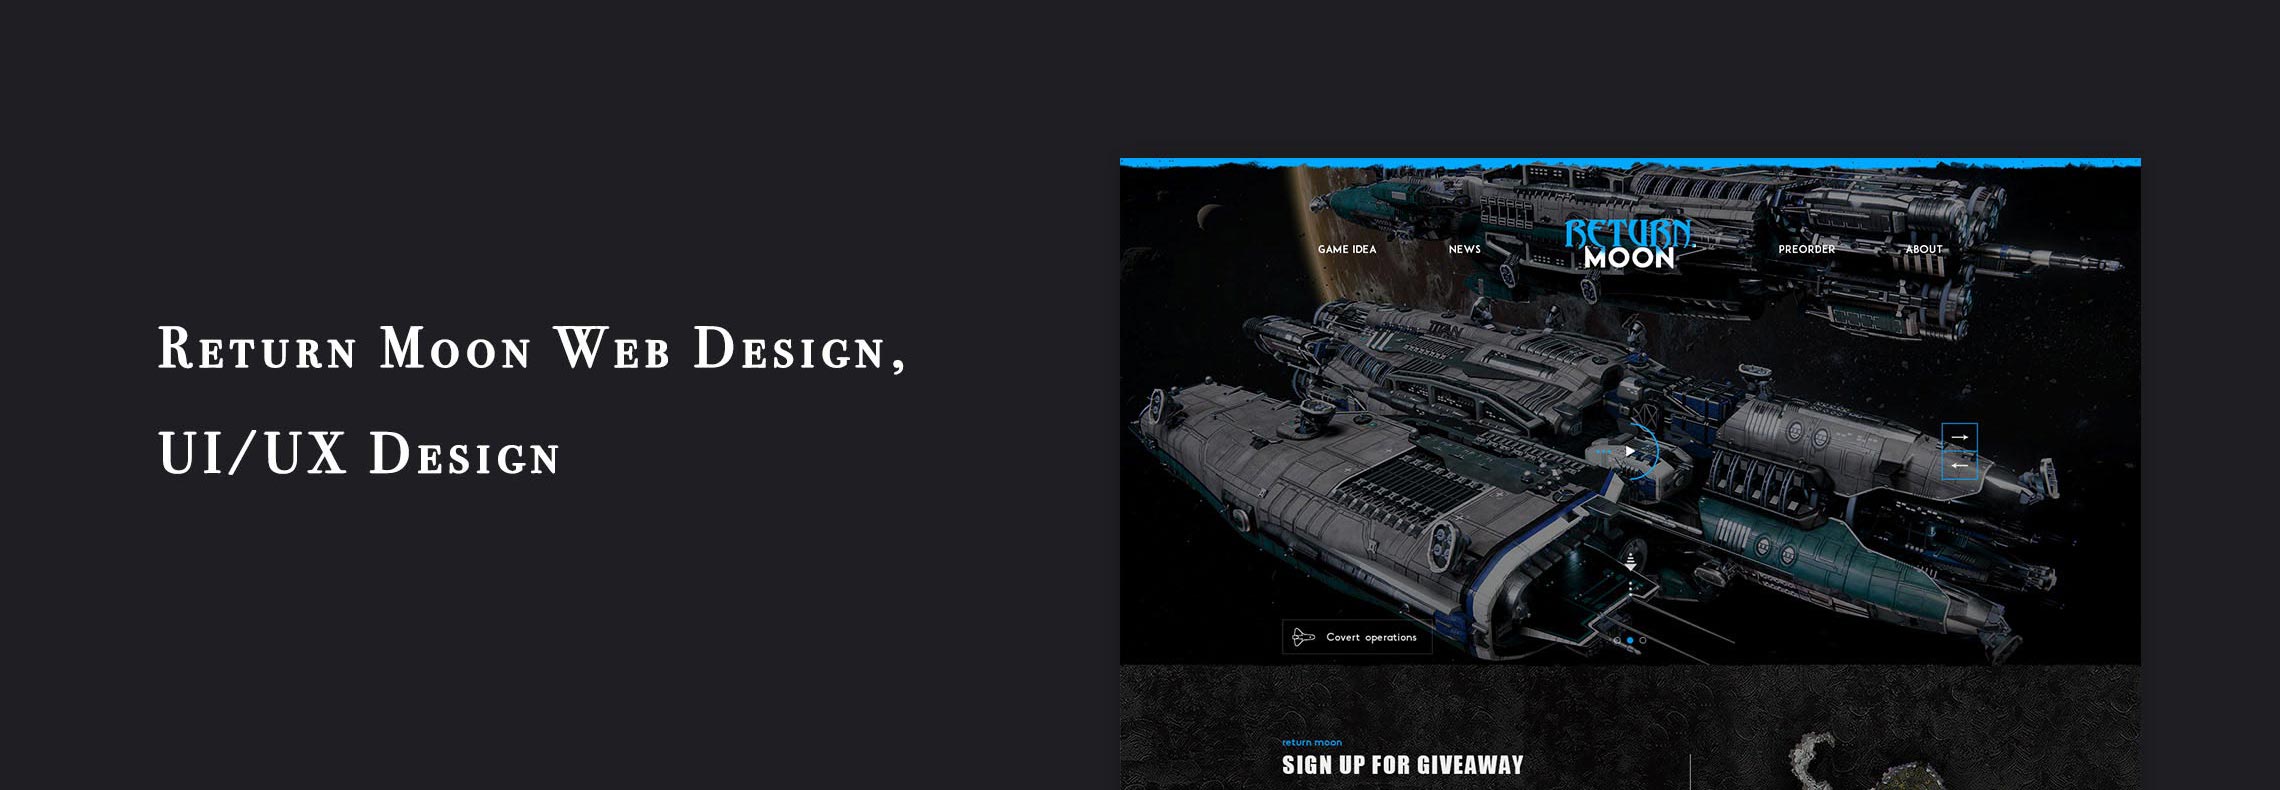 Return Moon Web Design,
UI/UX Design
GAME IDEA
NEWS
RETURN
MOON
PREORDER
ABOUT
TITAN
Covert operations
return moon
SIGN UP FOR GIVEAWAY